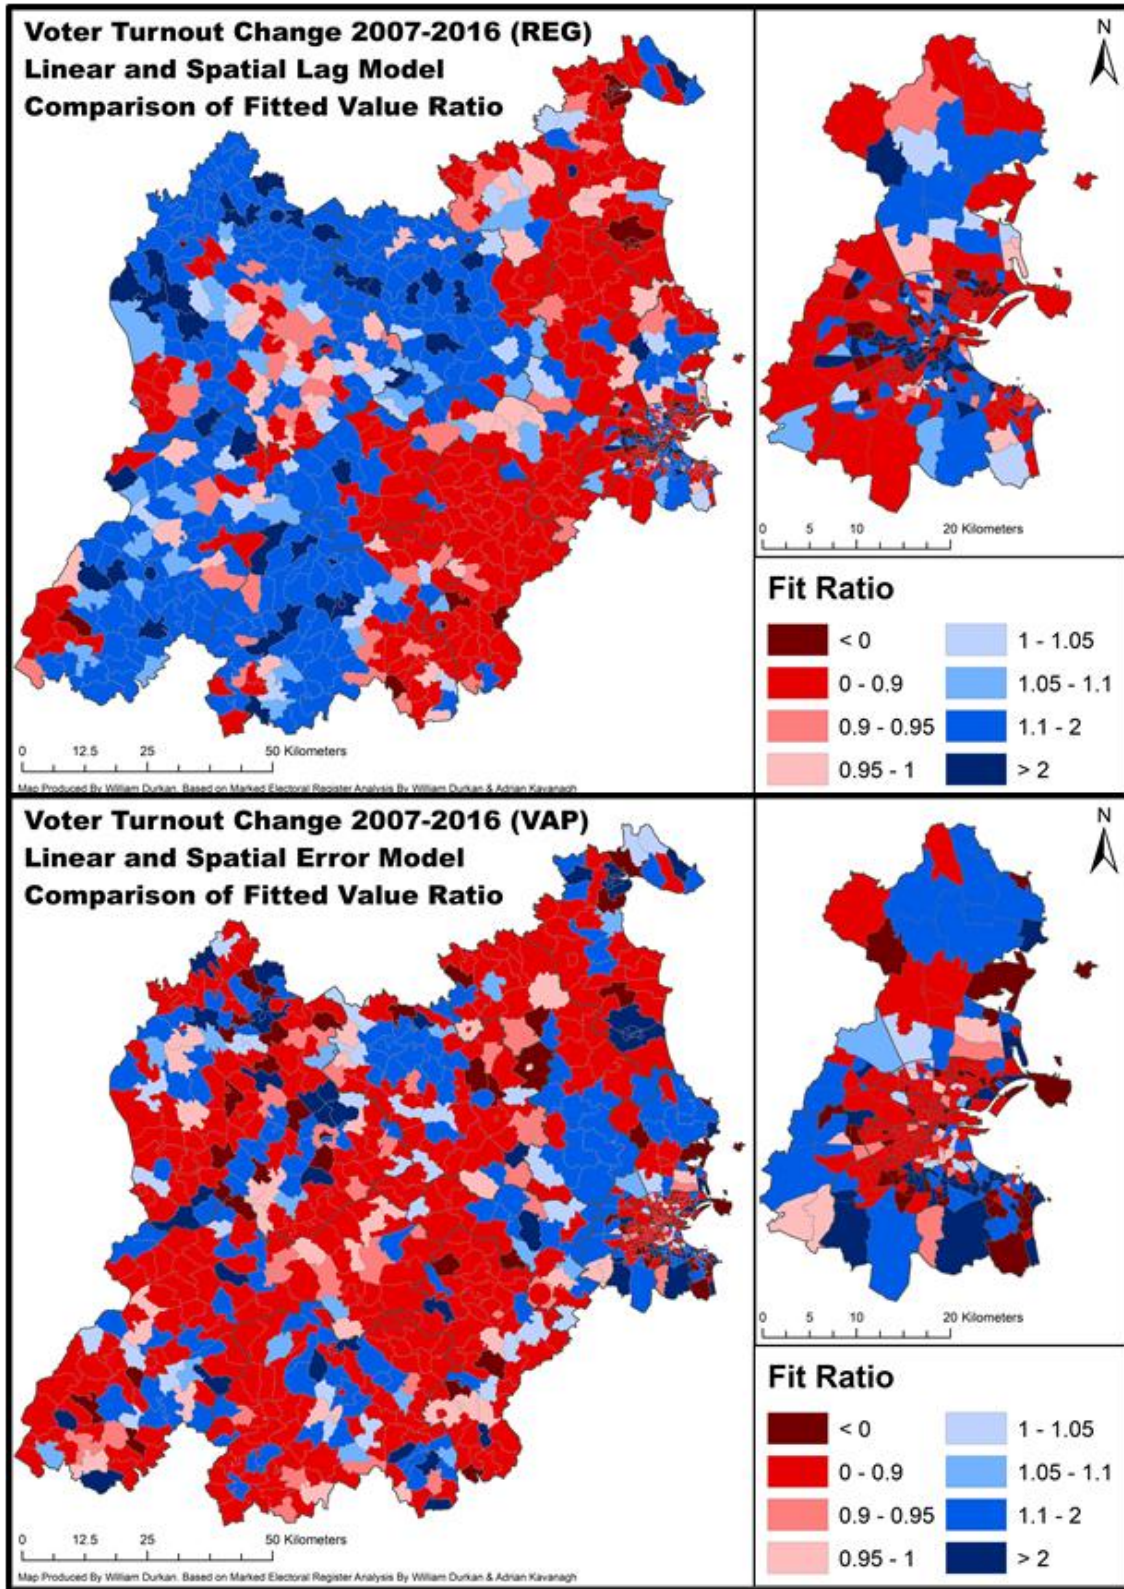 Voter Turnout Change 2007-2016 (REG)
Linear and Spatial Lag Model
Comparison of Fitted Value Ratio
0 12.5 25 50 Kilometers
Map Produced By William Durkan. Based on Marked Electoral Register Analysis By William Durkan & Adrian Kavanagh
N
0 5 10 20 Kilometers
Fit Ratio
< 0 1 - 1.05
0 - 0.9 1.05 - 1.1
0.9 - 0.95 1.1 - 2
0.95 - 1 > 2
Voter Turnout Change 2007-2016 (VAP)
Linear and Spatial Error Model
Comparison of Fitted Value Ratio
0 12.5 25 50 Kilometers
Map Produced By William Durkan. Based on Marked Electoral Register Analysis By William Durkan & Adrian Kavanagh
N
0 5 10 20 Kilometers
Fit Ratio
< 0 1 - 1.05
0 - 0.9 1.05 - 1.1
0.9 - 0.95 1.1 - 2
0.95 - 1 > 2